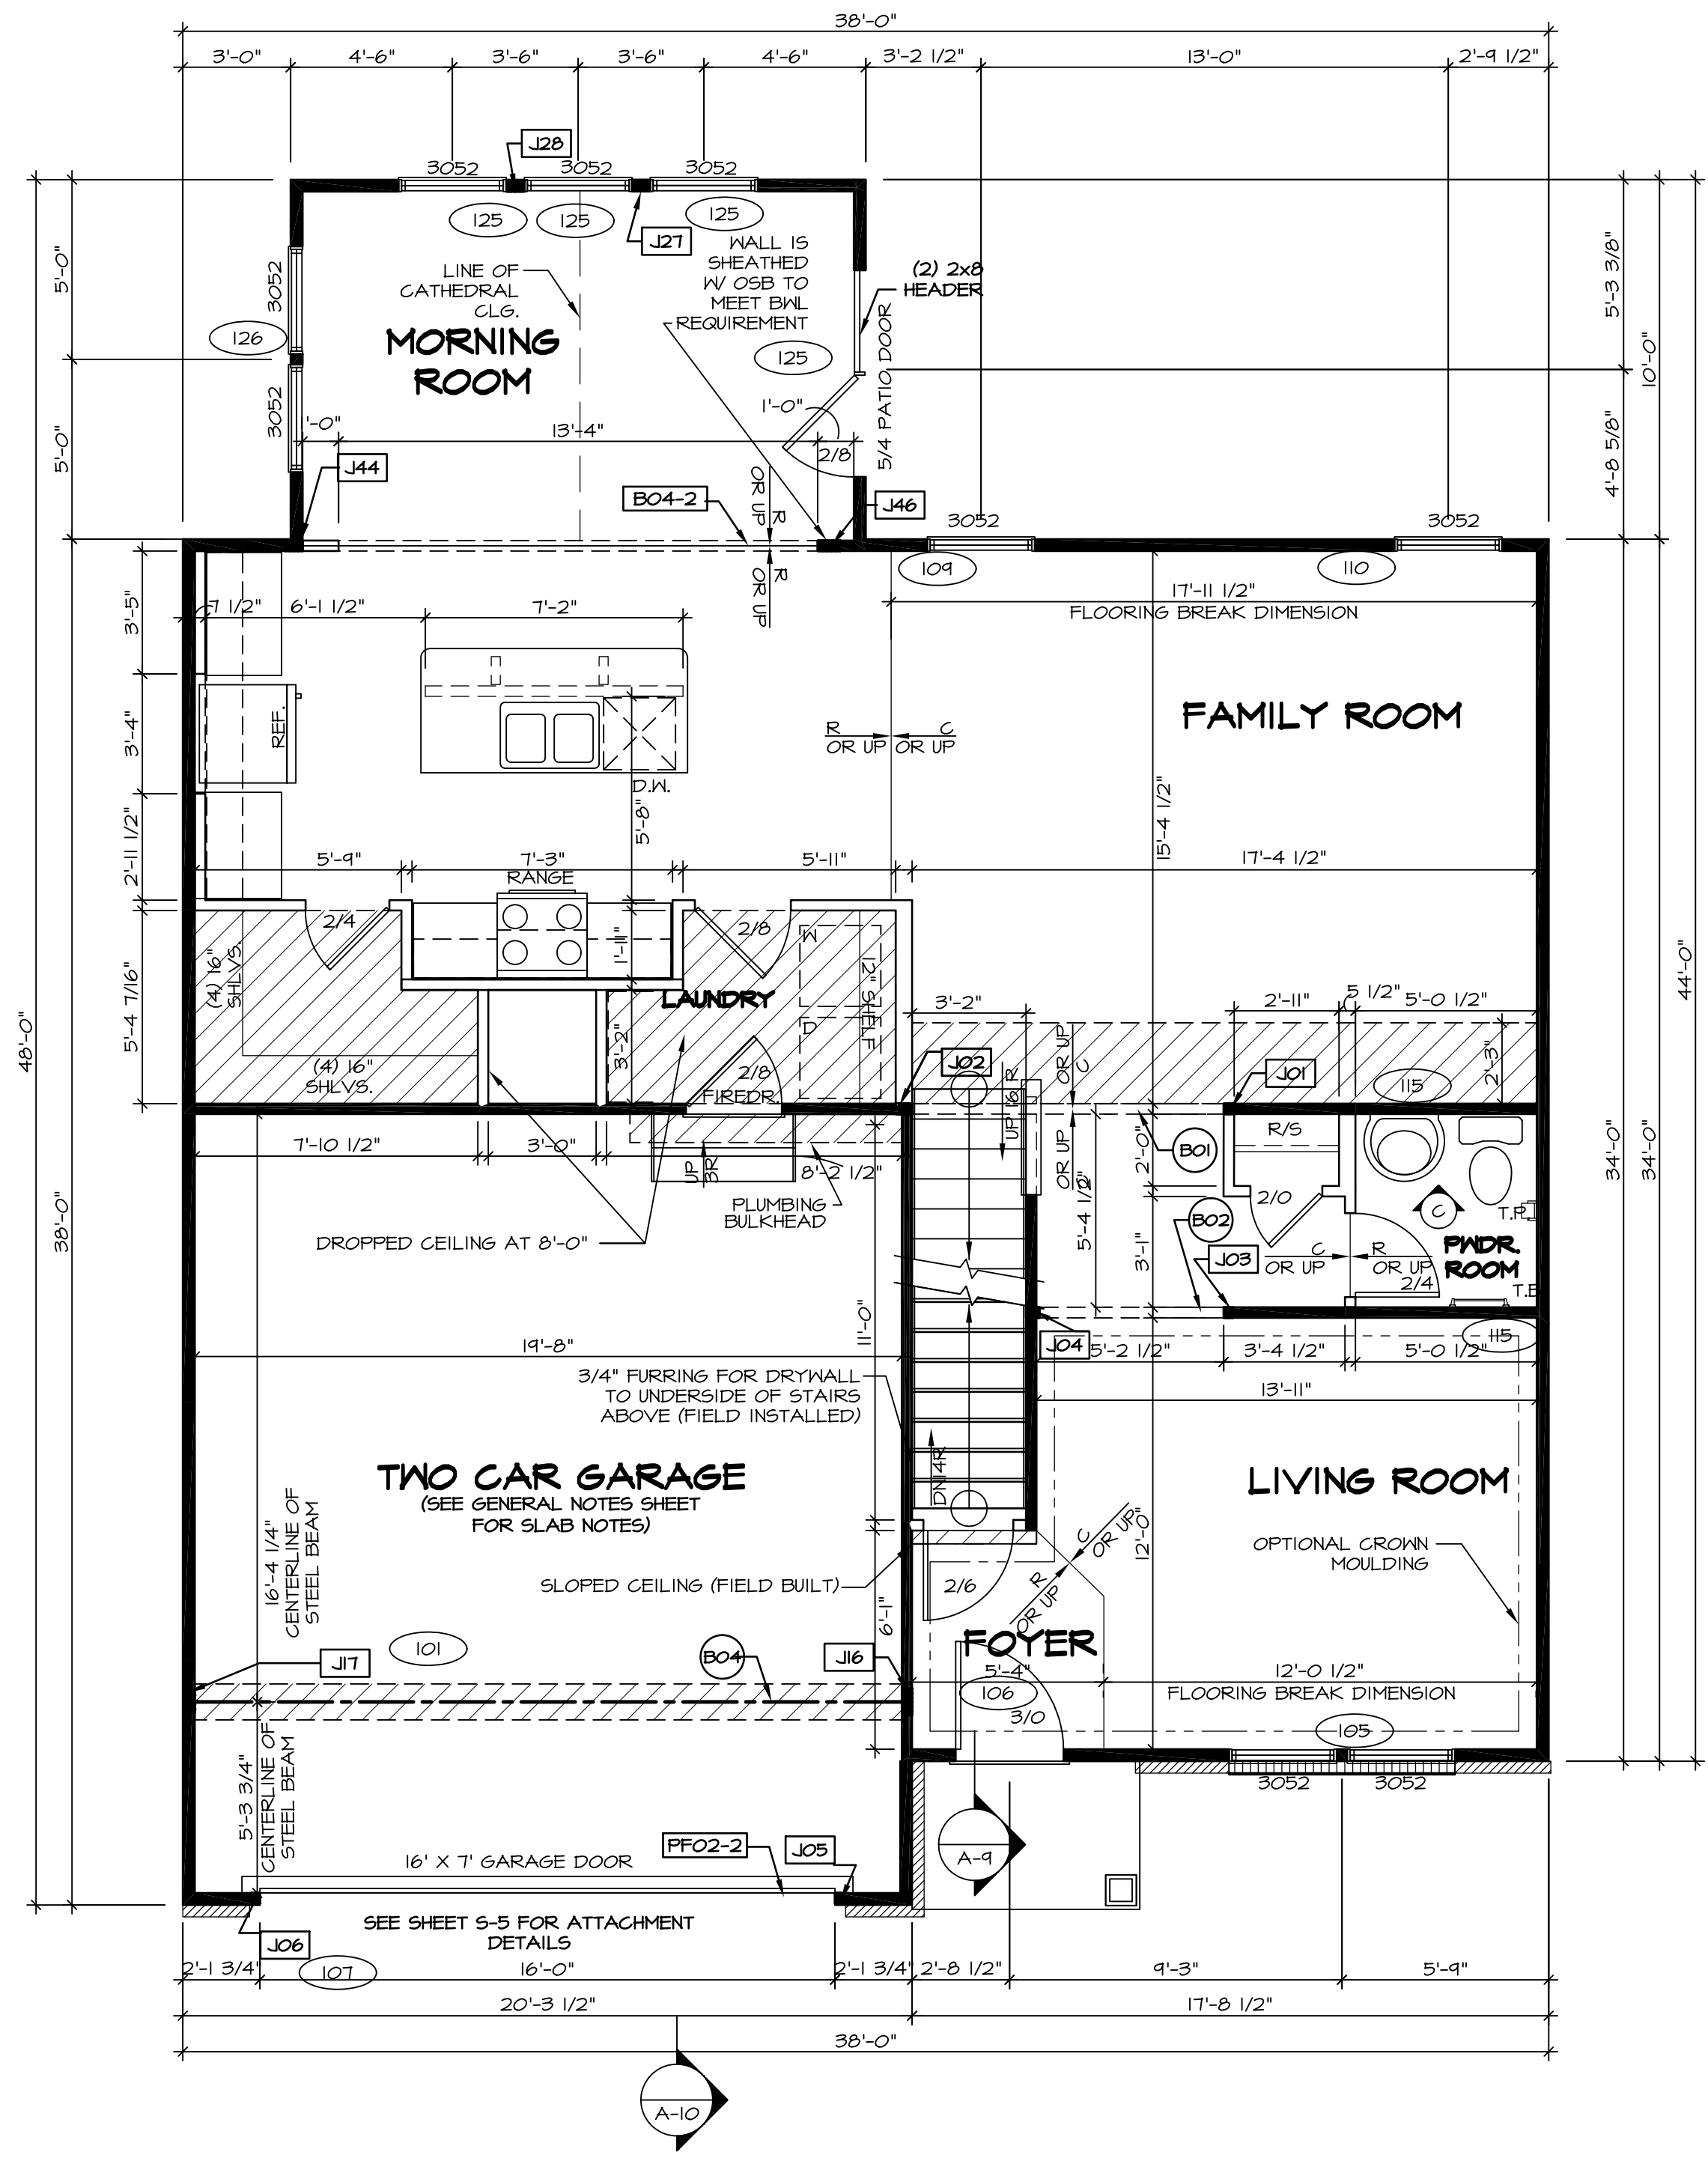 38'-0"
3'-0"
4'-6"
3'-6"
3'-6"
4'-6"
3'-2 1/2"
13'-0"
2'-9 1/2"
J28
3052
3052
3052
125
125
125
J27
WALL IS
SHEATHED
W/ OSB TO
MEET BWL
REQUIREMENT
LINE OF
CATHEDRAL
CLG.
(2) 2x8
HEADER
5'-0"
3052
126
MORNING
ROOM
125
5/4 PATIO DOOR
5'-3 3/8"
10'-0"
5'-0"
3052
'-0"
13'-4"
1'-0"
2/8
4'-8 5/8"
J44
B04-2
R
OR UP
J46
3052
3052
R
OR UP
109
110
3'-5"
7 1/2"
6'-1 1/2"
7'-2"
17'-11 1/2"
FLOORING BREAK DIMENSION
REF.
3'-4"
FAMILY ROOM
R
OR UP
C
OR UP
D.W.
5'-8"
15'-4 1/2"
2'-11 1/2"
5'-9"
7'-3"
5'-11"
17'-4 1/2"
RANGE
2/4
2/8
W
(4) 16"
SHLVS.
1'-11"
12" SHELF
LAUNDRY
44'-0"
5'-4 7/16"
3'-2"
2'-11"
5 1/2"
5'-0 1/2"
48'-0"
D
3'-2"
(4) 16"
SHLVS.
2/8
FIREDR.
J02
UP 16R
C
OR UP
J01
115
2'-3"
7'-10 1/2"
3'-0"
UP
3R
8'-2 1/2"
OR UP
B01
2'-0"
R/S
34'-0"
34'-0"
38'-0"
PLUMBING
BULKHEAD
DROPPED CEILING AT 8'-0"
5'-4 1/2"
B02
2/0
C
T.P.
3'-1"
J03
C
OR UP
R
OR UP
PWDR.
ROOM
2/4
11'-0"
19'-8"
J04
115
5'-2 1/2"
3'-4 1/2"
5'-0 1/2"
3/4" FURRING FOR DRYWALL
TO UNDERSIDE OF STAIRS
ABOVE (FIELD INSTALLED)
13'-11"
TWO CAR GARAGE
(SEE GENERAL NOTES SHEET
FOR SLAB NOTES)
DN14R
LIVING ROOM
16'-4 1/4"
CENTERLINE OF
STEEL BEAM
C
OR UP
12'-0"
OPTIONAL CROWN
MOULDING
SLOPED CEILING (FIELD BUILT)
2/6
R
OR UP
6'-1"
FOYER
J17
101
B04
J16
5'-4"
12'-0 1/2"
106
FLOORING BREAK DIMENSION
3/0
105
5'-3 3/4"
CENTERLINE OF
STEEL BEAM
3052
3052
PF02-2
J05
A-9
16' X 7' GARAGE DOOR
SEE SHEET S-5 FOR ATTACHMENT
DETAILS
J06
107
2'-1 3/4"
16'-0"
2'-1 3/4"
2'-8 1/2"
9'-3"
5'-9"
20'-3 1/2"
17'-8 1/2"
38'-0"
A-10